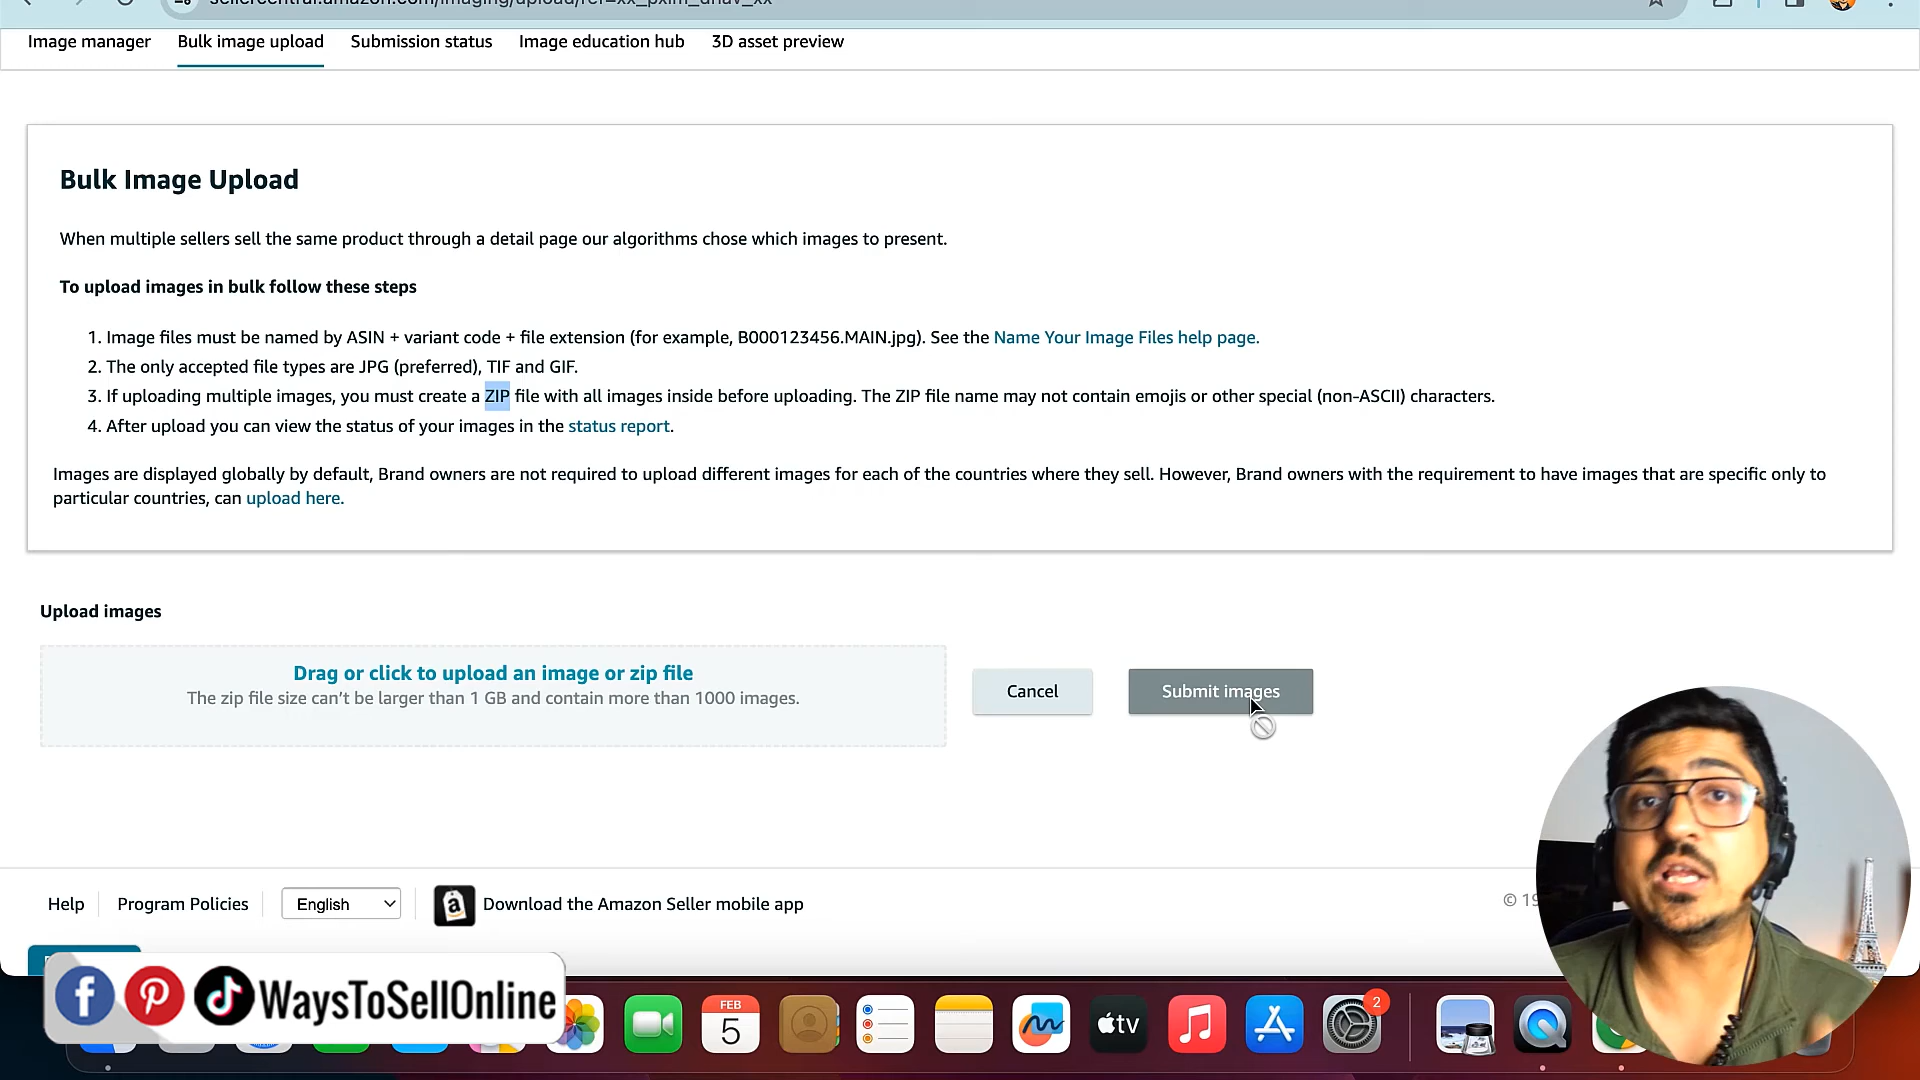 sellercentral.amazon.com/imaging/upload/ref=xx_pxim_dnav_xx
Image manager
Bulk image upload
Submission status
Image education hub
3D asset preview
Bulk Image Upload
When multiple sellers sell the same product through a detail page our algorithms chose which images to present.
To upload images in bulk follow these steps
1. Image files must be named by ASIN + variant code + file extension (for example, B000123456.MAIN.jpg). See the Name Your Image Files help page.
2. The only accepted file types are JPG (preferred), TIF and GIF.
3. If uploading multiple images, you must create a ZIP file with all images inside before uploading. The ZIP file name may not contain emojis or other special (non-ASCII) characters.
4. After upload you can view the status of your images in the status report.
Images are displayed globally by default, Brand owners are not required to upload different images for each of the countries where they sell. However, Brand owners with the requirement to have images that are specific only to
particular countries, can upload here.
Upload images
Drag or click to upload an image or zip file
The zip file size can't be larger than 1 GB and contain more than 1000 images.
Cancel
Submit images
Help
Program Policies
English
a
Download the Amazon Seller mobile app
© 19
WaysToSellOnline
FEB
5
tv
2